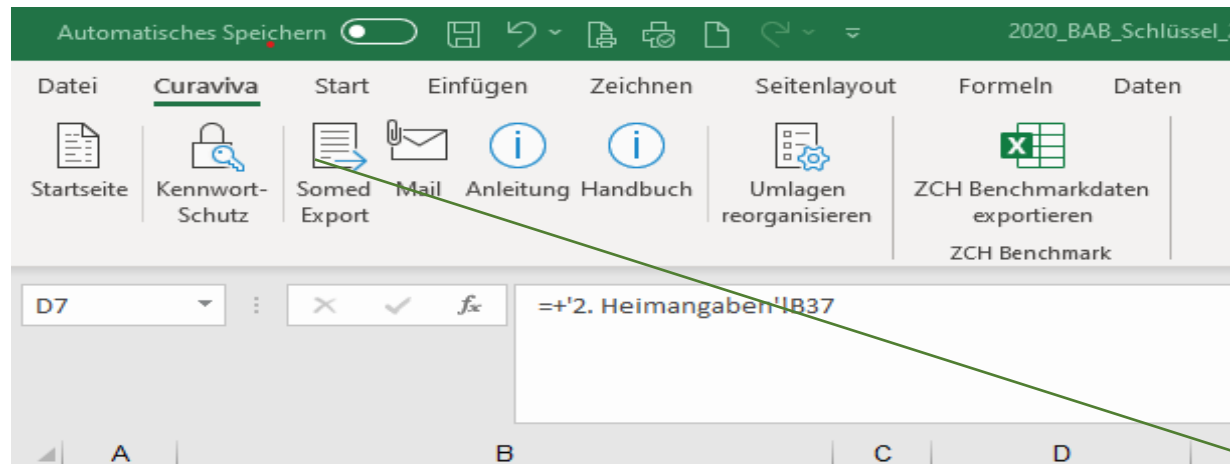 Automatisches Speichern 2020_BAB_Schlüssel_
Datei Curaviva Start Einfügen Zeichnen Seitenlayout Formeln Daten
Startseite Kennwort- Somed Mail Anleitung Handbuch Umlagen ZCH Benchmarkdaten
Schutz Export reorganisieren exportieren
ZCH Benchmark
D7 fx =+'2. Heimangaben'!B37
A B C D